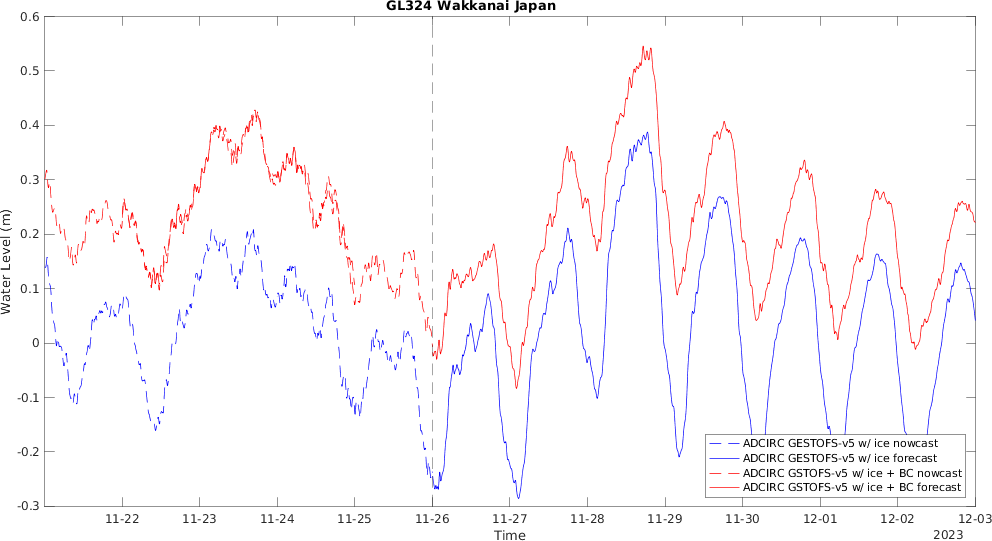 GL324 Wakkanai Japan
0.6
0.5
0.4
0.3
0.2
0.1
0
-0.1
-0.2
-0.3
Water Level (m)
ADCIRC GESTOFS-v5 w/ ice nowcast
ADCIRC GESTOFS-v5 w/ ice forecast
ADCIRC GSTOFS-v5 w/ ice + BC nowcast
ADCIRC GSTOFS-v5 w/ ice + BC forecast
11-22 11-23 11-24 11-25 11-26 11-27 11-28 11-29 11-30 12-01 12-02 12-03
Time
2023